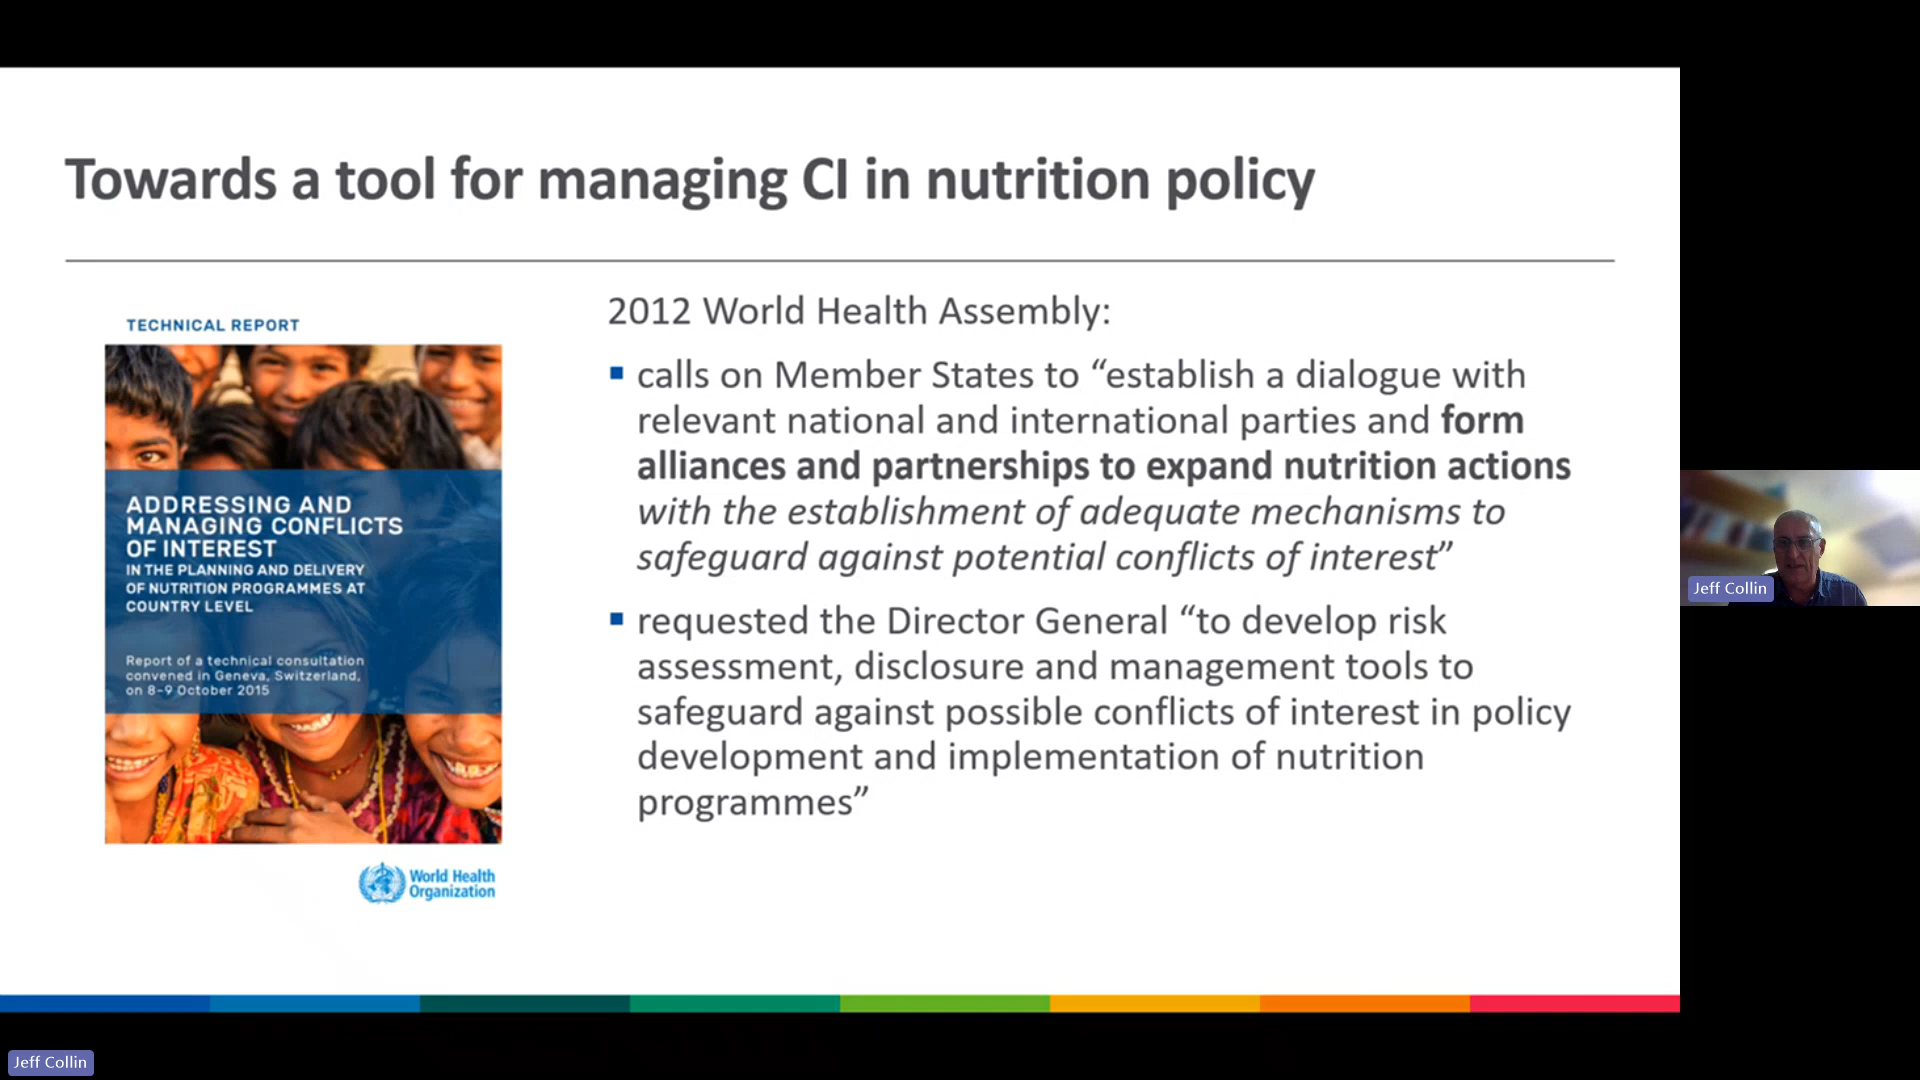 Towards a tool for managing CI in nutrition policy
TECHNICAL REPORT
ADDRESSING AND
MANAGING CONFLICTS
OF INTEREST
IN THE PLANNING AND DELIVERY
OF NUTRITION PROGRAMMES AT
COUNTRY LEVEL
Report of a technical consultation
convened in Geneva, Switzerland,
on 8–9 October 2015
World Health
Organization
2012 World Health Assembly:
▪ calls on Member States to “establish a dialogue with
relevant national and international parties and form
alliances and partnerships to expand nutrition actions
with the establishment of adequate mechanisms to
safeguard against potential conflicts of interest”
▪ requested the Director General “to develop risk
assessment, disclosure and management tools to
safeguard against possible conflicts of interest in policy
development and implementation of nutrition
programmes”
Jeff Collin
Jeff Collin